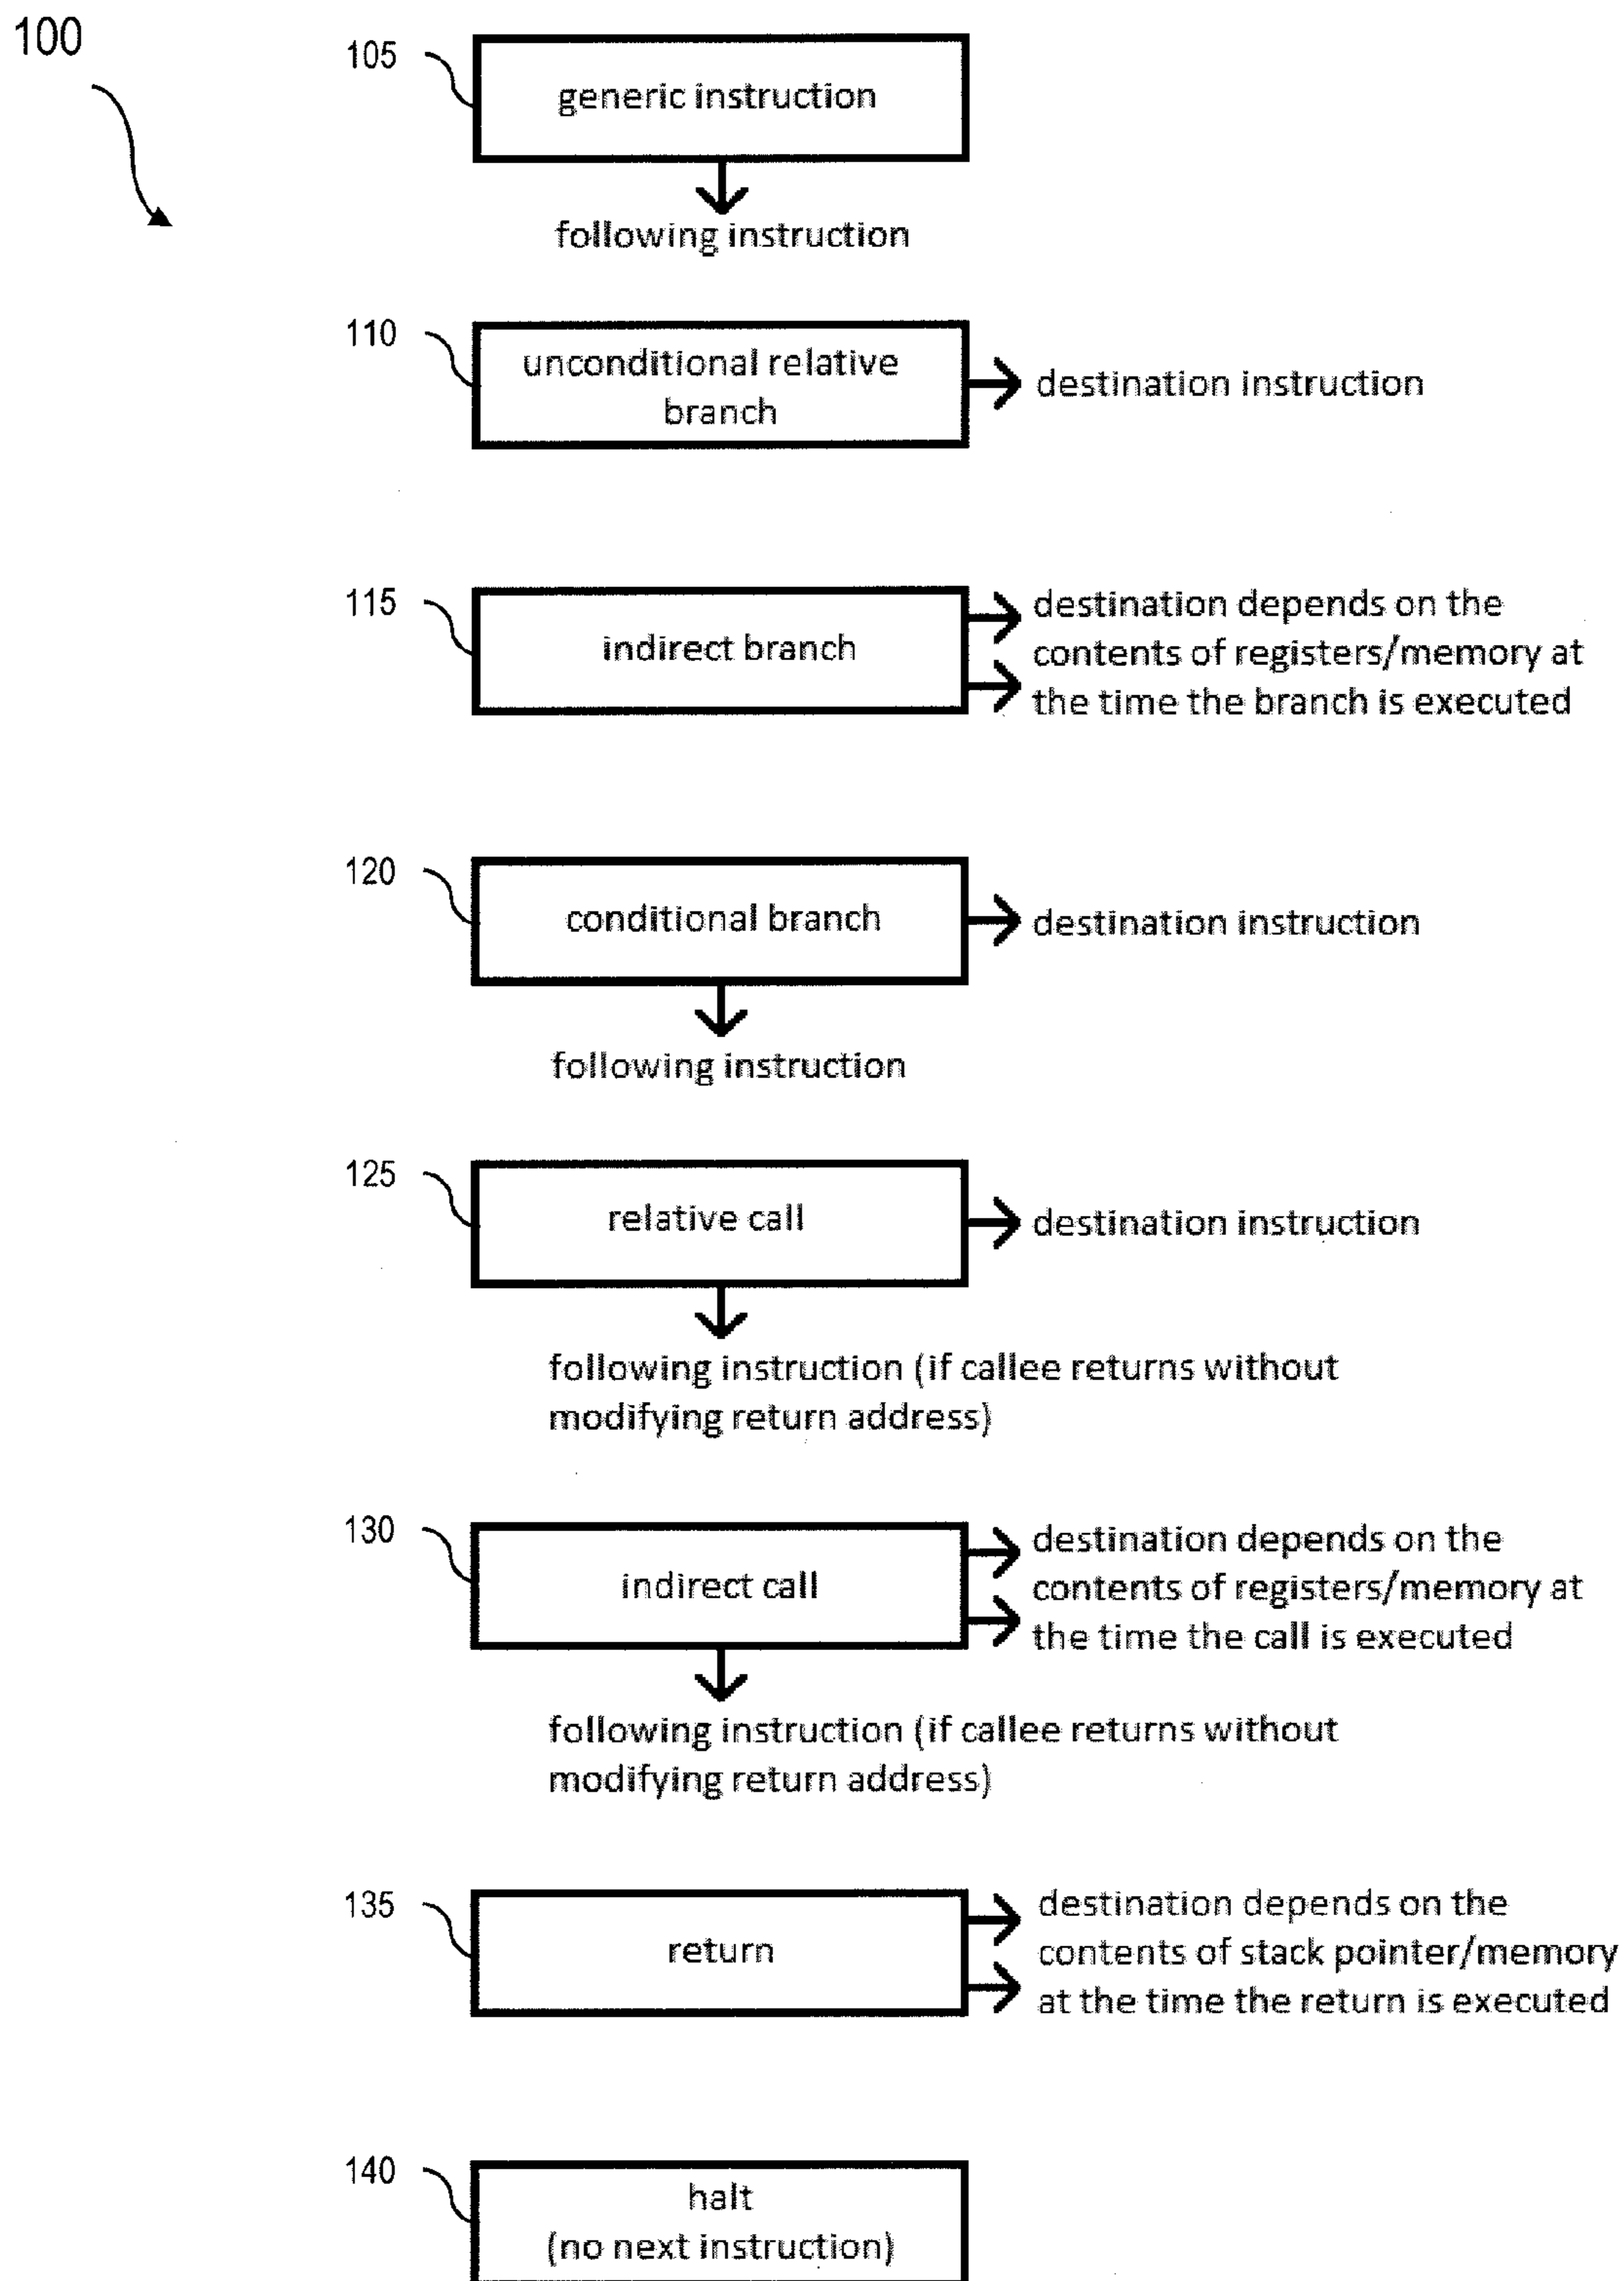 100
105
generic instruction
following instruction
110
unconditional relative
branch
destination instruction
115
indirect branch
destination depends on the
contents of registers/memory at
the time the branch is executed
120
conditional branch
destination instruction
following instruction
125
relative call
destination instruction
following instruction (if callee returns without
modifying return address)
130
indirect call
destination depends on the
contents of registers/memory at
the time the call is executed
following instruction (if callee returns without
modifying return address)
135
return
destination depends on the
contents of stack pointer/memory
at the time the return is executed
140
halt
(no next instruction)